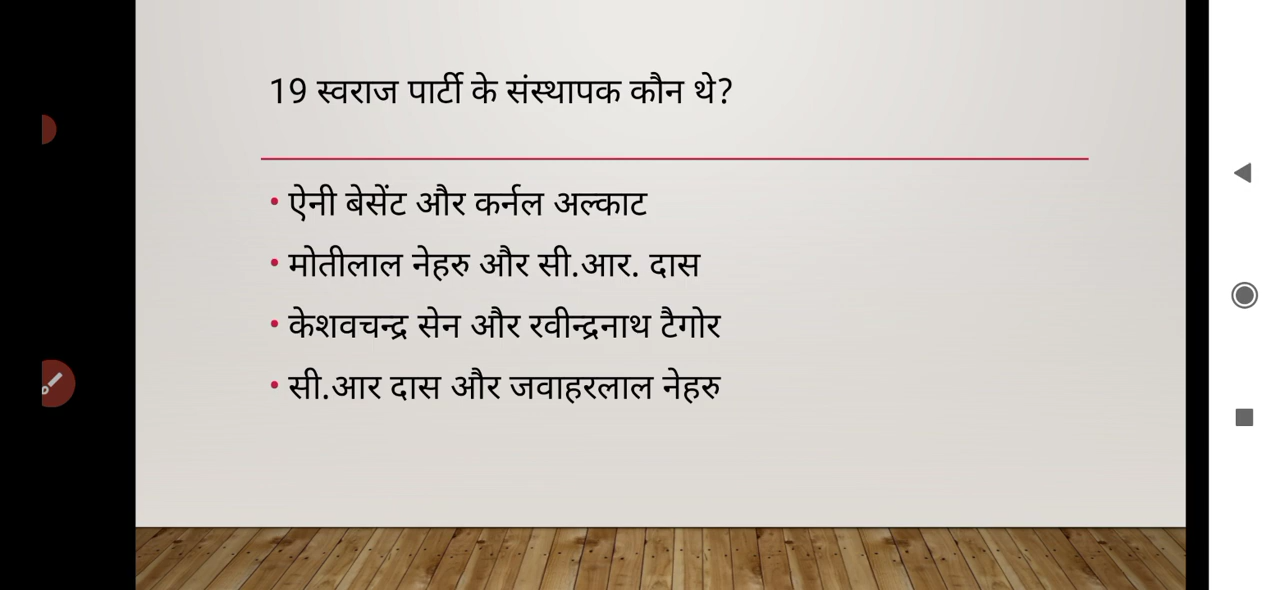 19 स्वराज पार्टी के संस्थापक कौन थे?
• ऐनी बेसेंट और कर्नल अल्काट
• मोतीलाल नेहरु और सी.आर. दास
• केशवचन्द्र सेन और रवीन्द्रनाथ टैगोर
• सी.आर दास और जवाहरलाल नेहरु